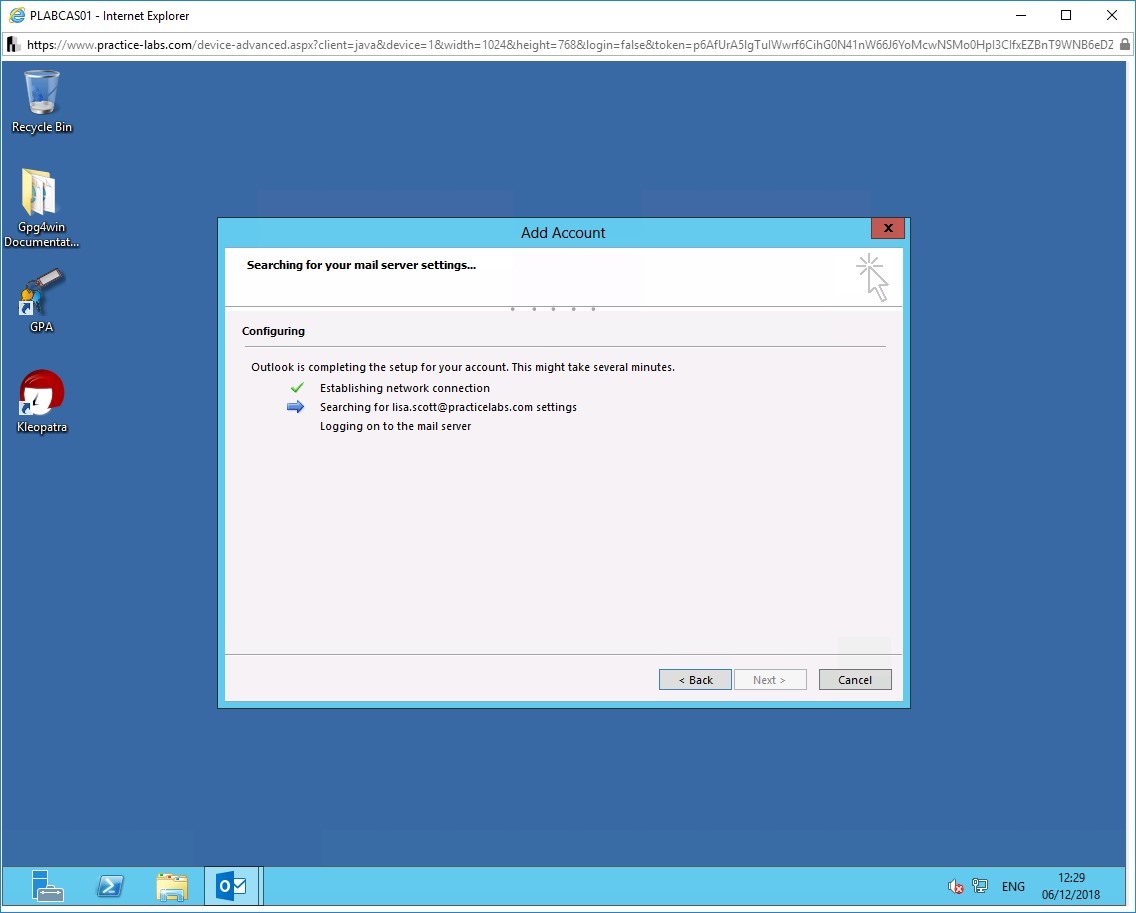 PLABCAS01 - Internet Explorer
https://www.practice-labs.com/device-advanced.aspx?client=java&device=1&width=1024&height=768&login=false&token=p6AfUrA5IgTulWwrf6CihG0N41nW66J6YoMcwNSMo0Hpl3ClfxEZBnT9WNB6eDZ
Recycle Bin
Gpg4win
Documentat...
GPA
Kleopatra
Add Account
Searching for your mail server settings...
Configuring
Outlook is completing the setup for your account. This might take several minutes.
Establishing network connection
Searching for lisa.scott@practicelabs.com settings
Logging on to the mail server
< Back
Next >
Cancel
ENG
12:29
06/12/2018